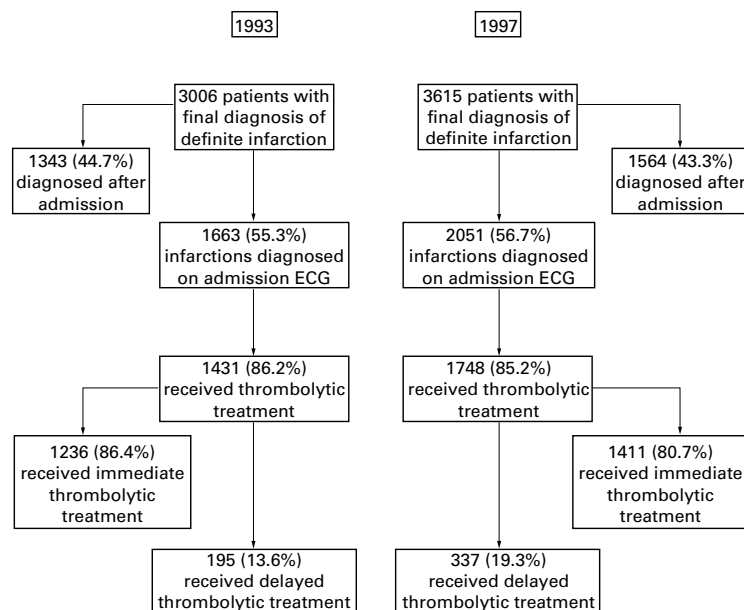 1993
1997
3006 patients with
final diagnosis of
definite infarction
3615 patients with
final diagnosis of
definite infarction
1343 (44.7%)
diagnosed after
admission
1564 (43.3%)
diagnosed after
admission
1663 (55.3%)
infarctions diagnosed
on admission ECG
2051 (56.7%)
infarctions diagnosed
on admission ECG
1431 (86.2%)
received thrombolytic
treatment
1748 (85.2%)
received thrombolytic
treatment
1236 (86.4%)
received immediate
thrombolytic
treatment
1411 (80.7%)
received immediate
thrombolytic
treatment
195 (13.6%)
received delayed
thrombolytic treatment
337 (19.3%)
received delayed
thrombolytic treatment